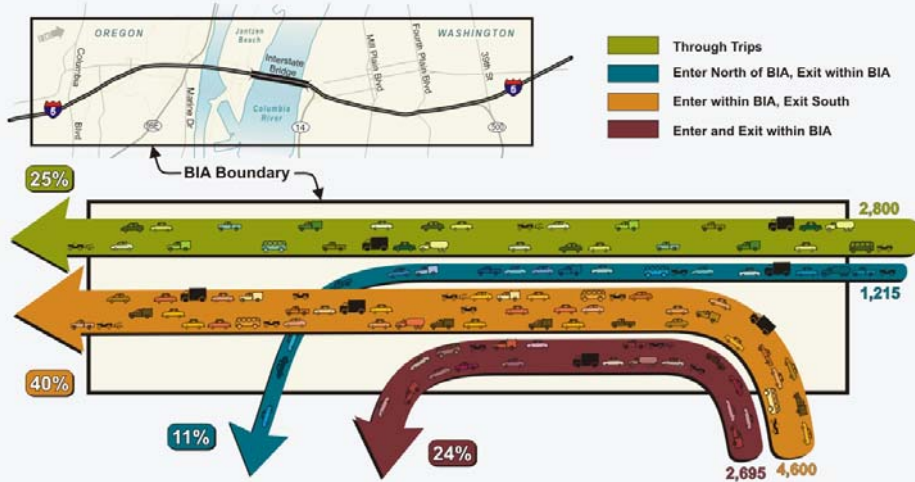 OREGON
Jantzen
Beach
WASHINGTON
Columbia
Blvd
Marine Dr
Interstate
Bridge
Columbia
River
Mill Plain Blvd
Fourth Plain Blvd
39th St
5
99E
14
5
500
Through Trips
Enter North of BIA, Exit within BIA
Enter within BIA, Exit South
Enter and Exit within BIA
BIA Boundary
25%
2,800
1,215
40%
11%
24%
2,695
4,600